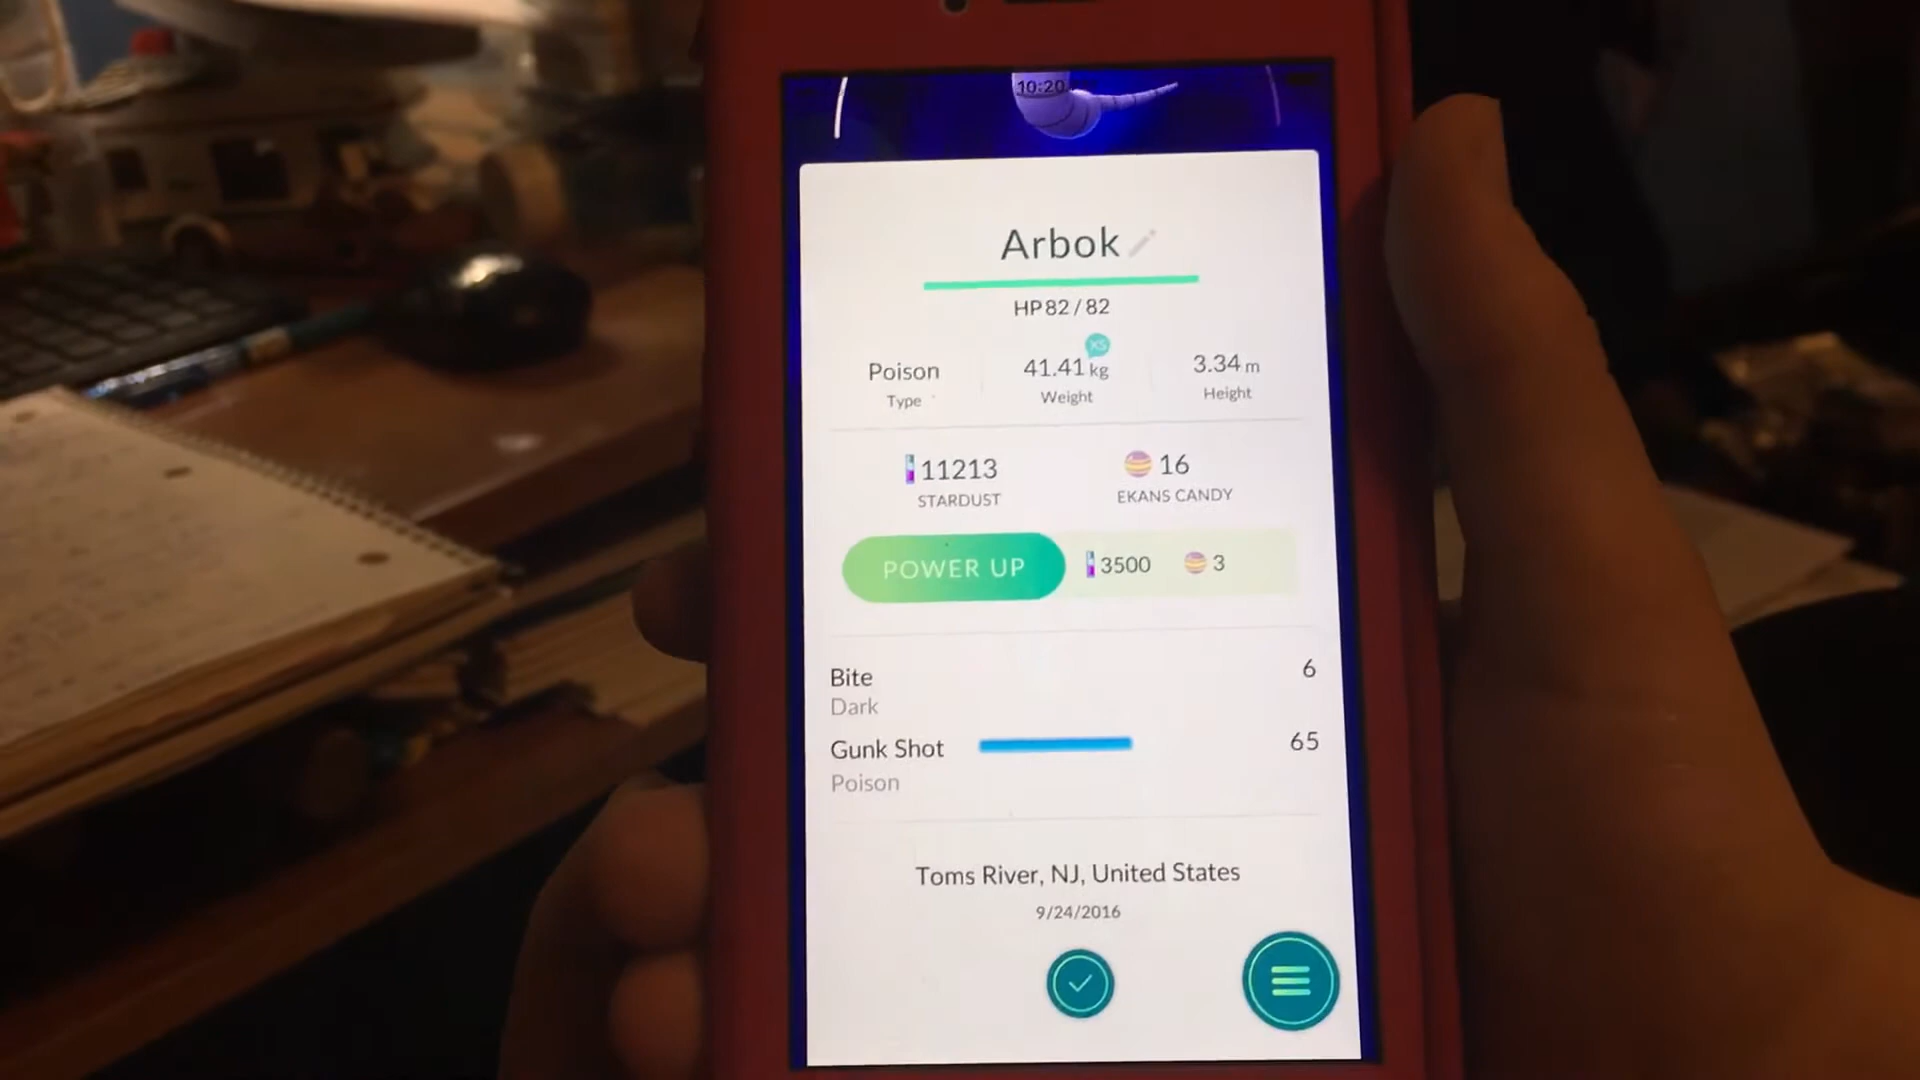 10:20
Arbok
HP 82 / 82
XS
Poison
41.41 kg
3.34 m
Type
Weight
Height
11213
16
STARDUST
EKANS CANDY
POWER UP
3500
3
Bite
6
Dark
Gunk Shot
65
Poison
Toms River, NJ, United States
9/24/2016